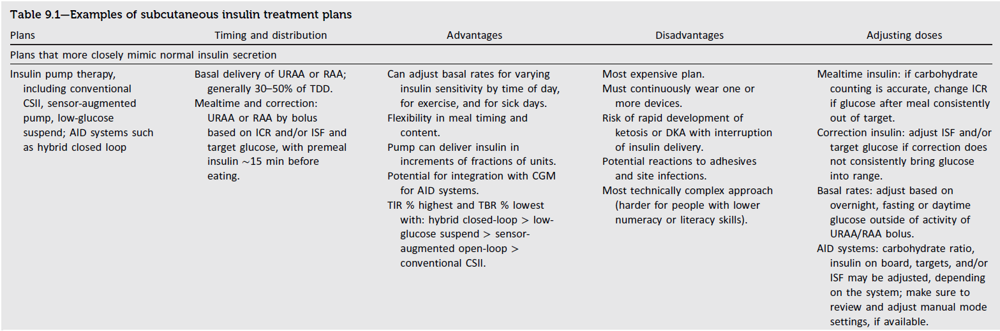 Table 9.1—Examples of subcutaneous insulin treatment plans
Plans
Timing and distribution
Advantages
Disadvantages
Adjusting doses
Plans that more closely mimic normal insulin secretion
Insulin pump therapy,
including conventional
CSII, sensor-augmented
pump, low-glucose
suspend; AID systems such
as hybrid closed loop
Basal delivery of URAA or RAA;
generally 30–50% of TDD.
Mealtime and correction:
URAA or RAA by bolus
based on ICR and/or ISF and
target glucose, with premeal
insulin ∼15 min before
eating.
Can adjust basal rates for varying
insulin sensitivity by time of day,
for exercise, and for sick days.
Flexibility in meal timing and
content.
Pump can deliver insulin in
increments of fractions of units.
Potential for integration with CGM
for AID systems.
TIR % highest and TBR % lowest
with: hybrid closed-loop > low-
glucose suspend > sensor-
augmented open-loop >
conventional CSII.
Most expensive plan.
Must continuously wear one or
more devices.
Risk of rapid development of
ketosis or DKA with interruption
of insulin delivery.
Potential reactions to adhesives
and site infections.
Most technically complex approach
(harder for people with lower
numeracy or literacy skills).
Mealtime insulin: if carbohydrate
counting is accurate, change ICR
if glucose after meal consistently
out of target.
Correction insulin: adjust ISF and/or
target glucose if correction does
not consistently bring glucose
into range.
Basal rates: adjust based on
overnight, fasting or daytime
glucose outside of activity of
URAA/RAA bolus.
AID systems: carbohydrate ratio,
insulin on board, targets, and/or
ISF may be adjusted, depending
on the system; make sure to
review and adjust manual mode
settings, if available.